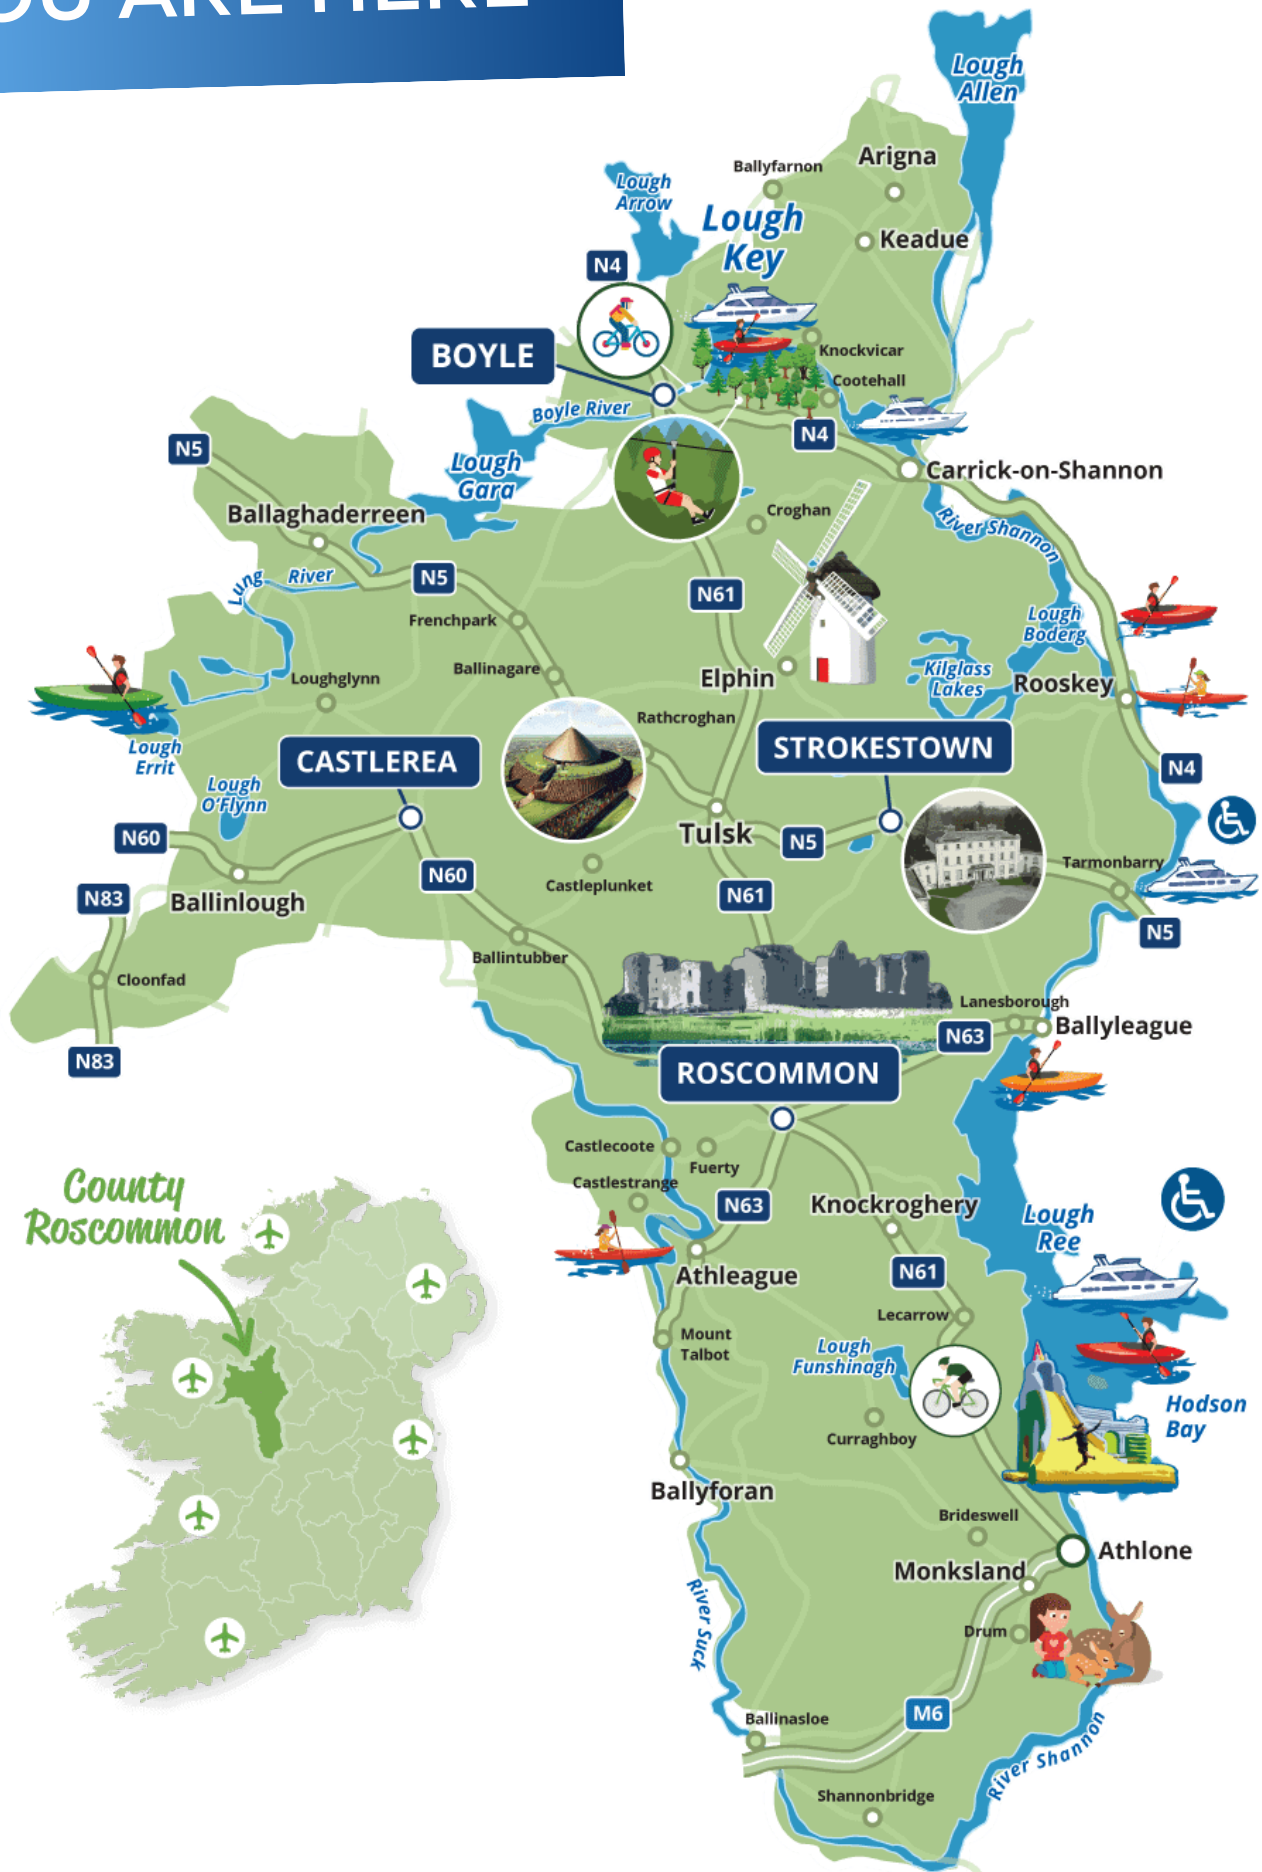 YOU ARE HERE
Lough
Allen
Arigna
Ballyfarnon
Lough
Arrow
Lough
Key
Keadue
N4
Knockvicar
BOYLE
Cootehall
Boyle River
N4
N5
Lough
Gara
Carrick-on-Shannon
Ballaghaderreen
Croghan
River Shannon
Lung River
N5
N61
Frenchpark
Lough
Boderg
Ballinagare
Elphin
Kilglass
Lakes
Rooskey
Loughglynn
Rathcroghan
Lough
Errit
CASTLEREA
STROKESTOWN
N4
Lough
O'Flynn
N60
Tulsk
N5
Tarmonbarry
N60
Castleplunket
N83
Ballinlough
N61
N5
Ballintubber
Cloonfad
Lanesborough
N63
Ballyleague
N83
ROSCOMMON
Castlecoote
Fuerty
Castlestrange
County
Roscommon
N63
Knockroghery
Lough
Ree
Athleague
N61
Lecarrow
Mount
Talbot
Lough
Funshinagh
Hodson
Bay
Curraghboy
Ballyforan
Brideswell
Athlone
Monksland
River Suck
Drum
M6
Ballinasloe
River Shannon
Shannonbridge